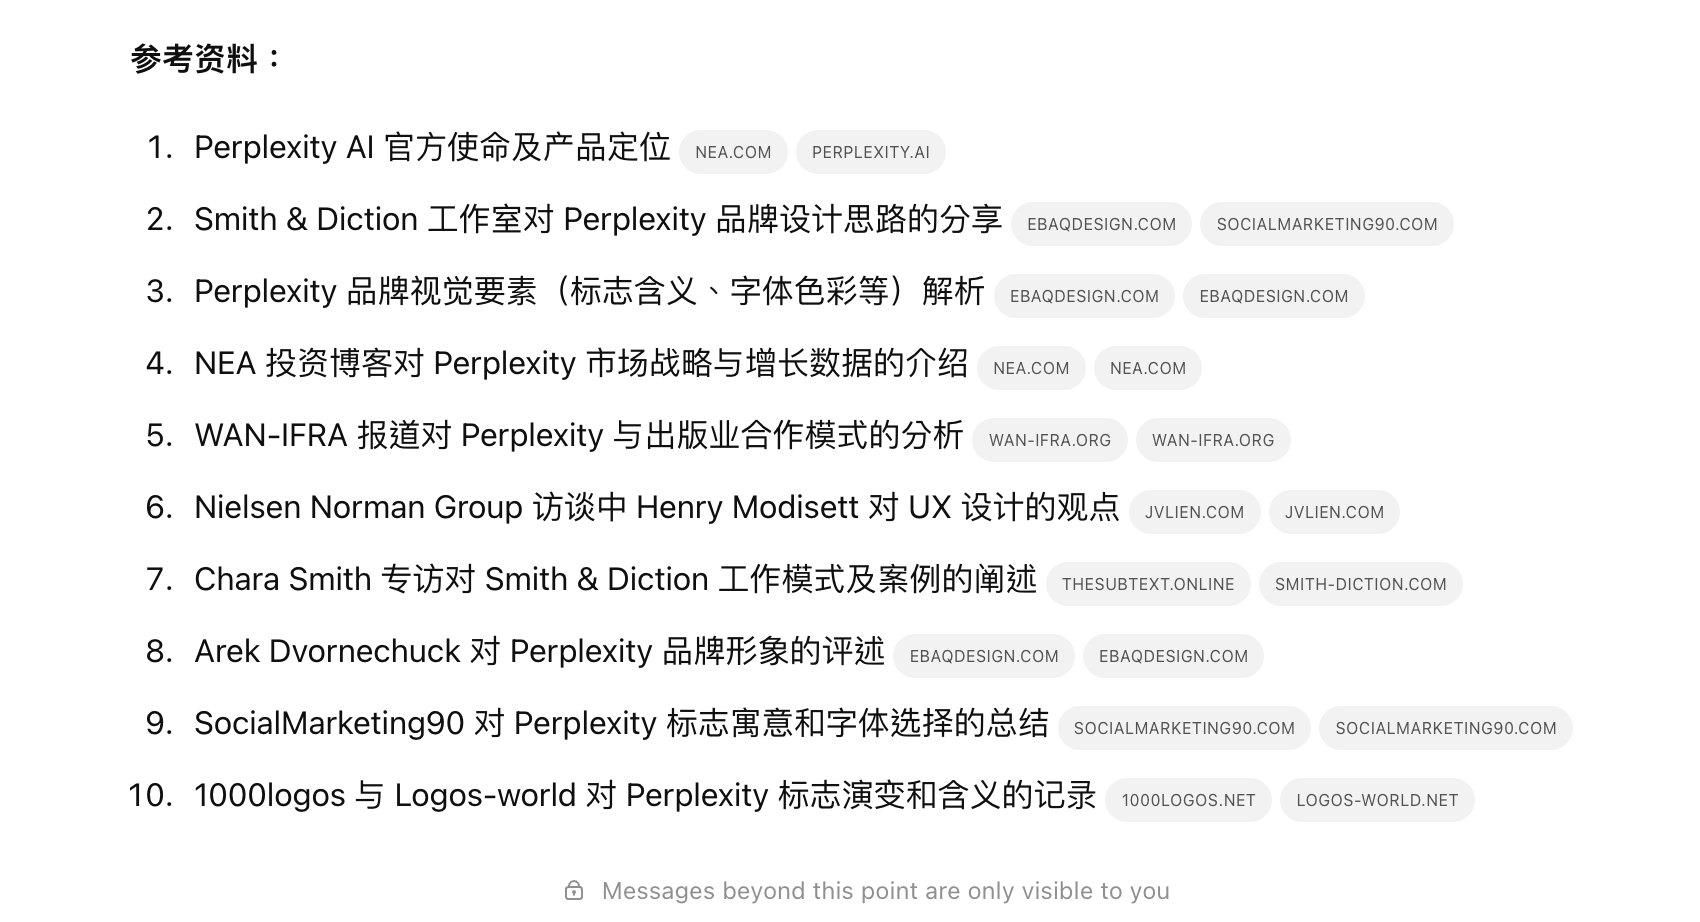 参考资料：
1. Perplexity AI 官方使命及产品定位 NEA.COM PERPLEXITY.AI
2. Smith & Diction 工作室对 Perplexity 品牌设计思路的分享 EBAQDESIGN.COM SOCIALMARKETING90.COM
3. Perplexity 品牌视觉要素（标志含义、字体色彩等）解析 EBAQDESIGN.COM EBAQDESIGN.COM
4. NEA 投资博客对 Perplexity 市场战略与增长数据的介绍 NEA.COM NEA.COM
5. WAN-IFRA 报道对 Perplexity 与出版业合作模式的分析 WAN-IFRA.ORG WAN-IFRA.ORG
6. Nielsen Norman Group 访谈中 Henry Modisett 对 UX 设计的观点 JVLIEN.COM JVLIEN.COM
7. Chara Smith 专访对 Smith & Diction 工作模式及案例的阐述 THESUBTEXT.ONLINE SMITH-DICTION.COM
8. Arek Dvornechuck 对 Perplexity 品牌形象的评述 EBAQDESIGN.COM EBAQDESIGN.COM
9. SocialMarketing90 对 Perplexity 标志寓意和字体选择的总结 SOCIALMARKETING90.COM SOCIALMARKETING90.COM
10. 1000logos 与 Logos-world 对 Perplexity 标志演变和含义的记录 1000LOGOS.NET LOGOS-WORLD.NET
Messages beyond this point are only visible to you